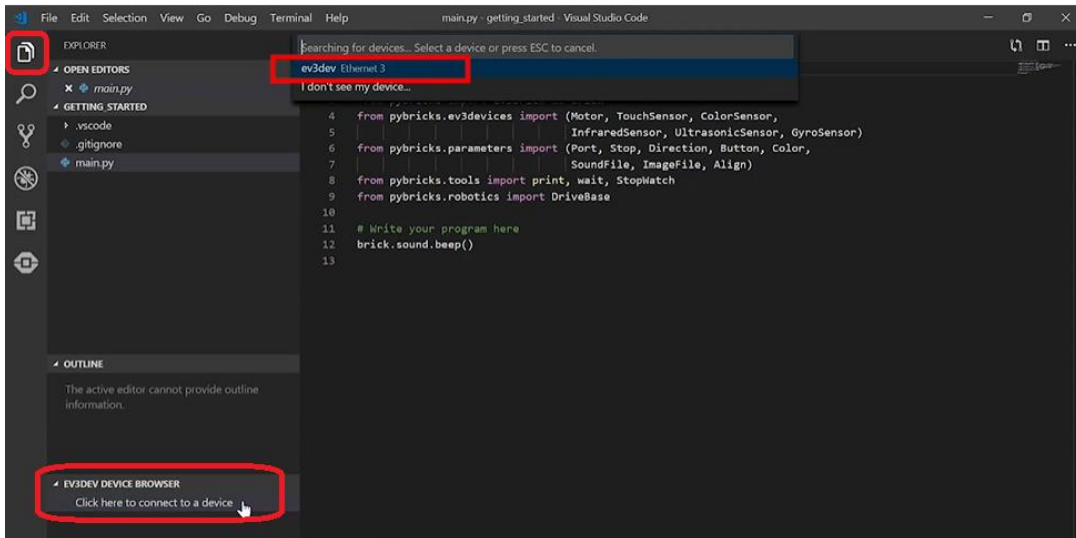 File Edit Selection View Go Debug Terminal Help main.py - getting_started - Visual Studio Code
EXPLORER
Searching for devices... Select a device or press ESC to cancel.
OPEN EDITORS
ev3dev Ethernet 3
main.py
I don't see my device...
GETTING STARTED
.vscode
.gitignore
main.py
4 from pybricks.ev3devices import (Motor, TouchSensor, ColorSensor,
5 InfraredSensor, UltrasonicSensor, GyroSensor)
6 from pybricks.parameters import (Port, Stop, Direction, Button, Color,
7 SoundFile, ImageFile, Align)
8 from pybricks.tools import print, wait, StopWatch
9 from pybricks.robotics import DriveBase
10
11 # Write your program here
12 brick.sound.beep()
13
OUTLINE
The active editor cannot provide outline
information.
EV3DEV DEVICE BROWSER
Click here to connect to a device